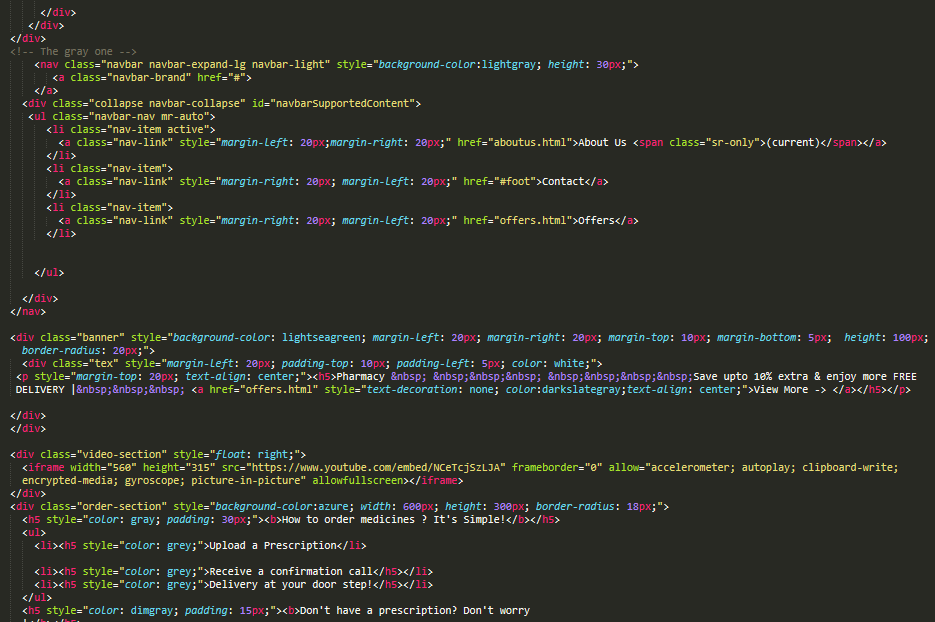 </div>
</div>
</div>
<!-- The gray one -->
<nav class="navbar navbar-expand-lg navbar-light" style="background-color:lightgray; height: 30px;">
<a class="navbar-brand" href="#">
</a>
<div class="collapse navbar-collapse" id="navbarSupportedContent">
<ul class="navbar-nav mr-auto">
<li class="nav-item active">
<a class="nav-link" style="margin-left: 20px;margin-right: 20px;" href="aboutus.html">About Us <span class="sr-only">(current)</span></a>
</li>
<li class="nav-item">
<a class="nav-link" style="margin-right: 20px; margin-left: 20px;" href="#foot">Contact</a>
</li>
<li class="nav-item">
<a class="nav-link" style="margin-right: 20px; margin-left: 20px;" href="offers.html">Offers</a>
</li>
</ul>
</div>
</nav>
<div class="banner" style="background-color: lightseagreen; margin-left: 20px; margin-right: 20px; margin-top: 10px; margin-bottom: 5px;  height: 100px;
border-radius: 20px;">
<div class="tex" style="margin-left: 20px; padding-top: 10px; padding-left: 5px; color: white;">
<p style="margin-top: 20px; text-align: center;"><h5>Pharmacy &nbsp; &nbsp;&nbsp;&nbsp; &nbsp;&nbsp;&nbsp;&nbsp;Save upto 10% extra & enjoy more FREE
DELIVERY |&nbsp;&nbsp;&nbsp; <a href="offers.html" style="text-decoration: none; color:darkslategray;text-align: center;">View More -> </a></h5></p>
</div>
</div>
<div class="video-section" style="float: right;">
<iframe width="560" height="315" src="https://www.youtube.com/embed/NCeTcjSzLJA" frameborder="0" allow="accelerometer; autoplay; clipboard-write;
encrypted-media; gyroscope; picture-in-picture" allowfullscreen></iframe>
</div>
<div class="order-section" style="background-color:azure; width: 600px; height: 300px; border-radius: 18px;">
<h5 style="color: gray; padding: 30px;"><b>How to order medicines ? It's Simple!</b></h5>
<ul>
<li><h5 style="color: grey;">Upload a Prescription</li>
<li><h5 style="color: grey;">Receive a confirmation call</h5></li>
<li><h5 style="color: grey;">Delivery at your door step!</h5></li>
</ul>
<h5 style="color: dimgray; padding: 15px;"><b>Don't have a prescription? Don't worry